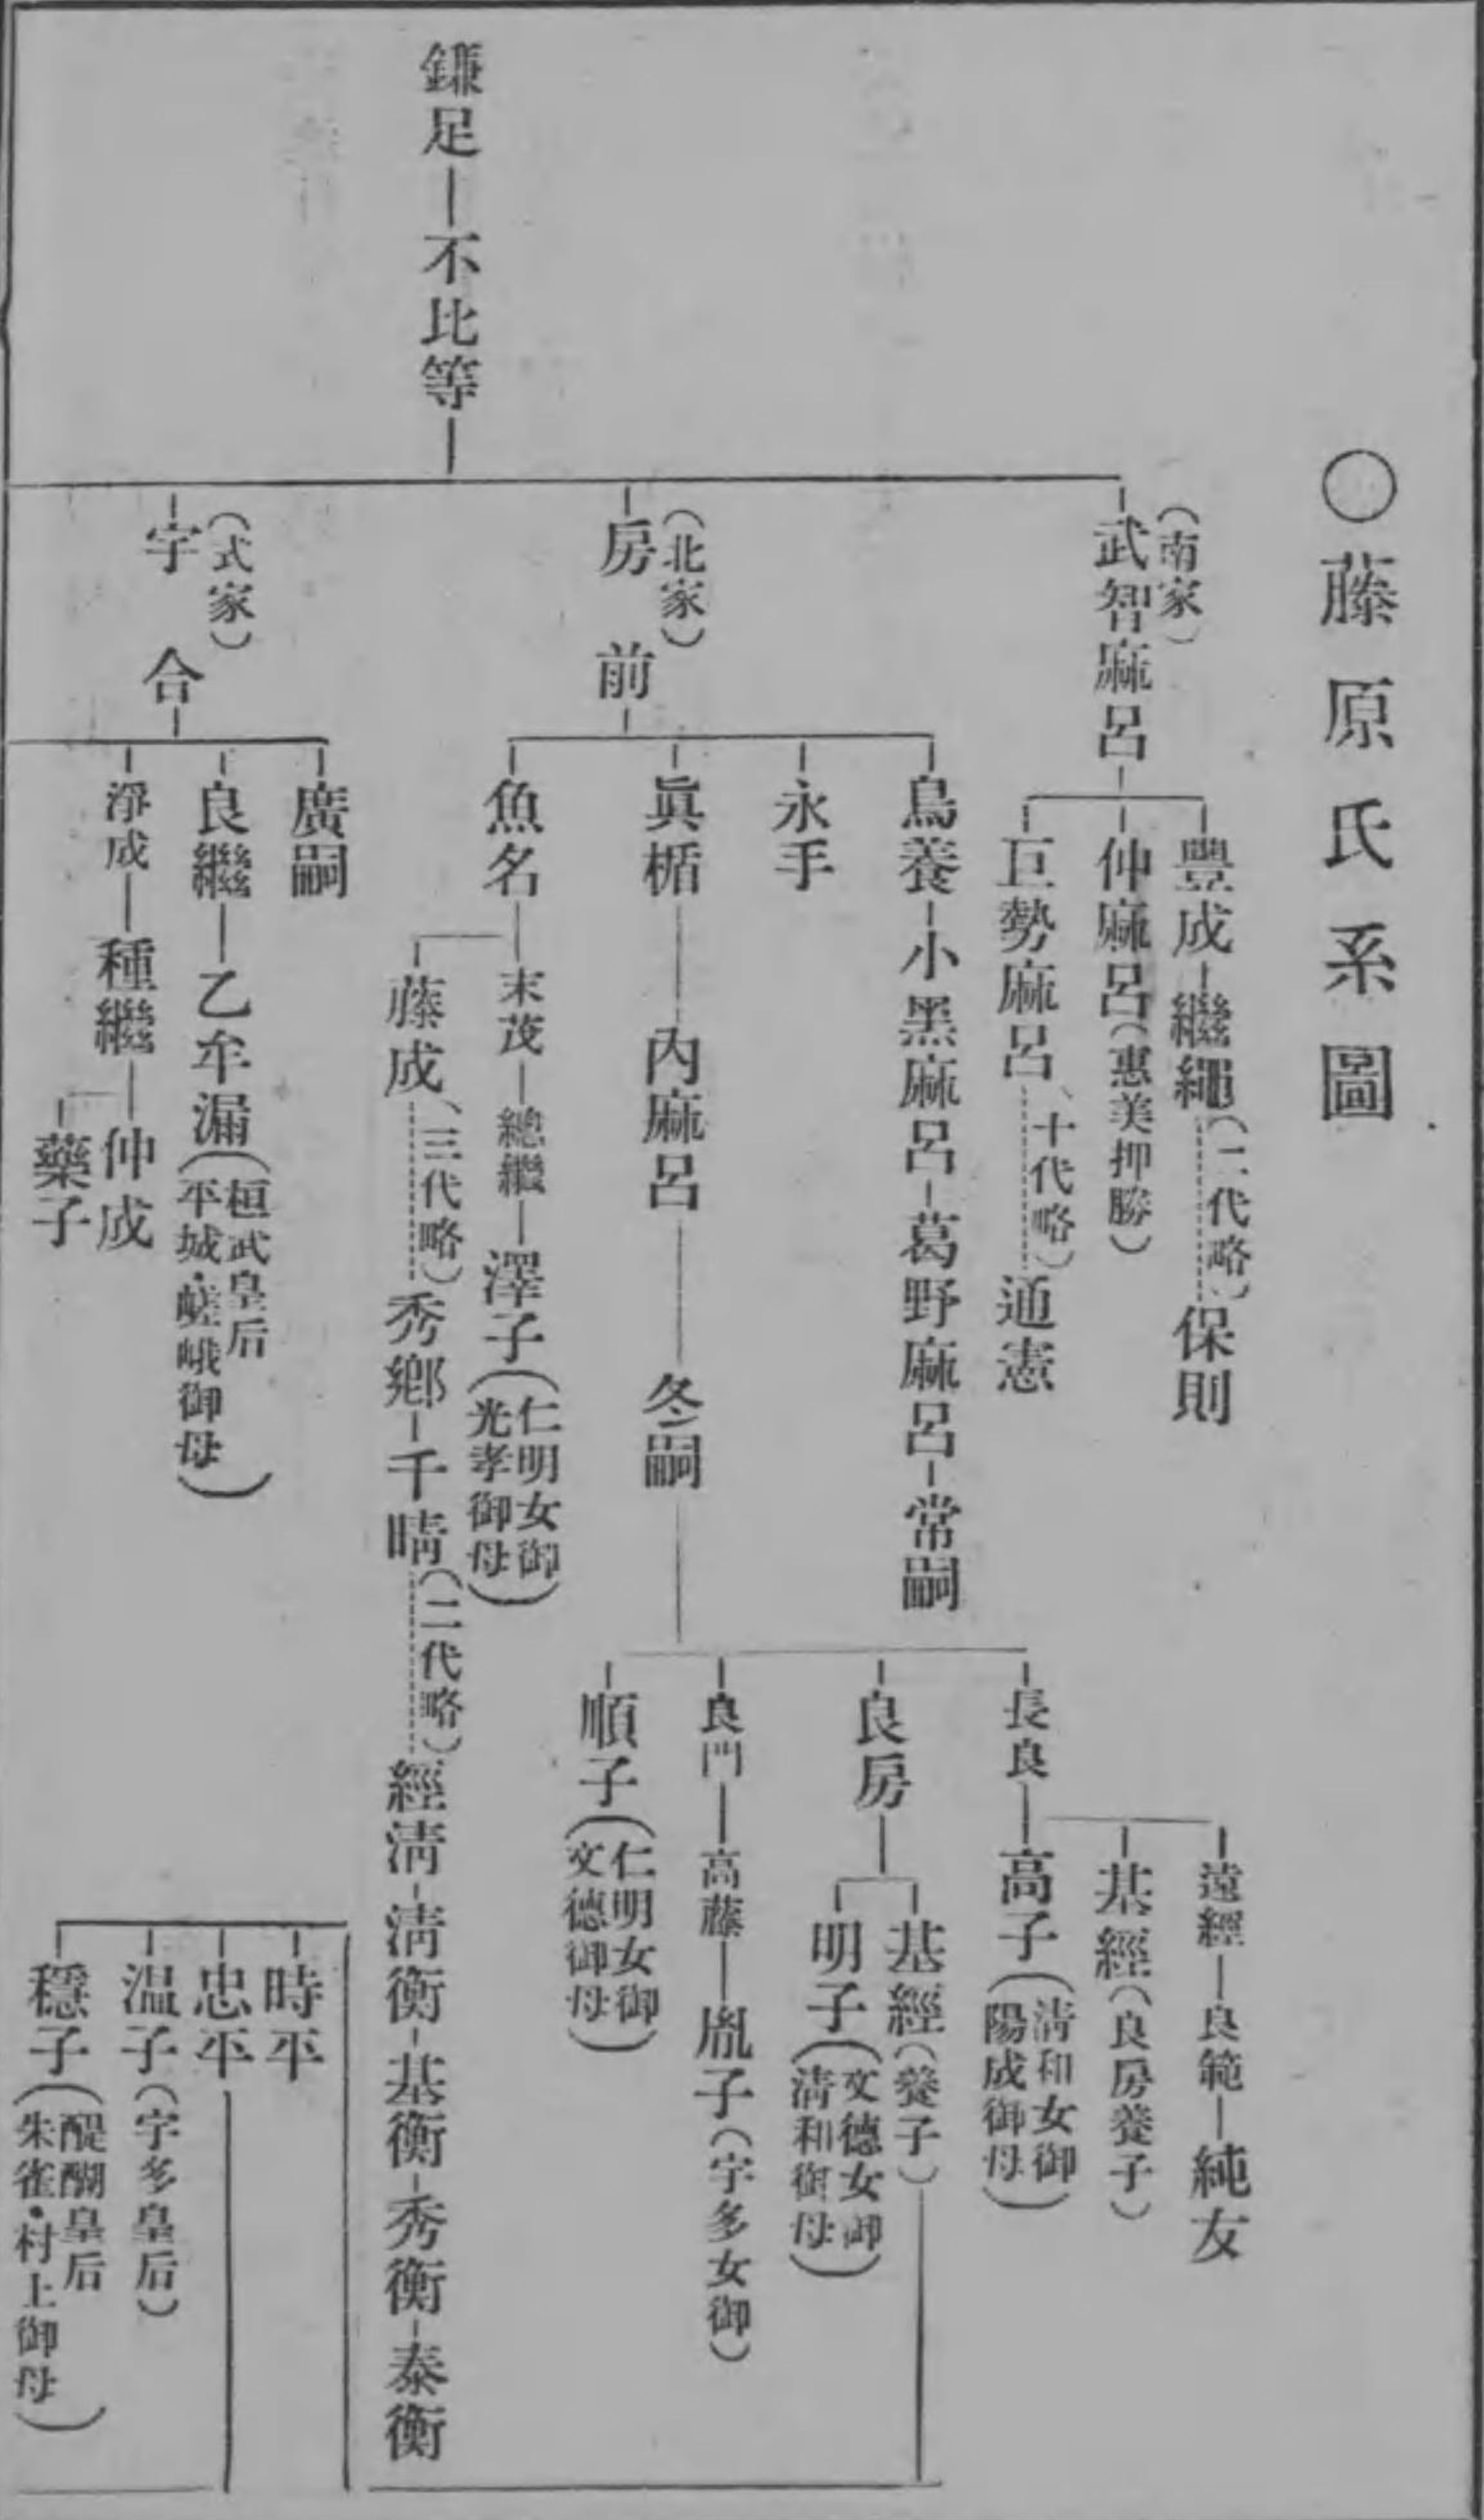 ○藤原氏系圖
鎌足―不比等
(南家)
武智麻呂
豐成―繼繩(二代略)保則
仲麻呂(惠美押勝)
巨勢麻呂(十代略)通憲
(北家)
房前
鳥養―小黑麻呂―葛野麻呂―常嗣
永手
眞楯―內麻呂―冬嗣
長良
遠經―良範―純友
基經(良房養子)
高子(淸和女御
陽成御母)
良房
基經(養子)
明子(文德女御
淸和御母)
良門―高藤―胤子(宇多女御)
順子(仁明女御
文德御母)
魚名
末茂―總繼―澤子(仁明女御
光孝御母)
藤成(三代略)秀鄕―千晴(二代略)經淸―淸衡―基衡―秀衡―泰衡
時平
忠平
温子(宇多皇后)
穩子(醍醐皇后
朱雀・村上御母)
(式家)
宇合
廣嗣
良繼―乙牟漏(桓武皇后
平城・嵯峨御母)
淨成―種繼―仲成
藥子